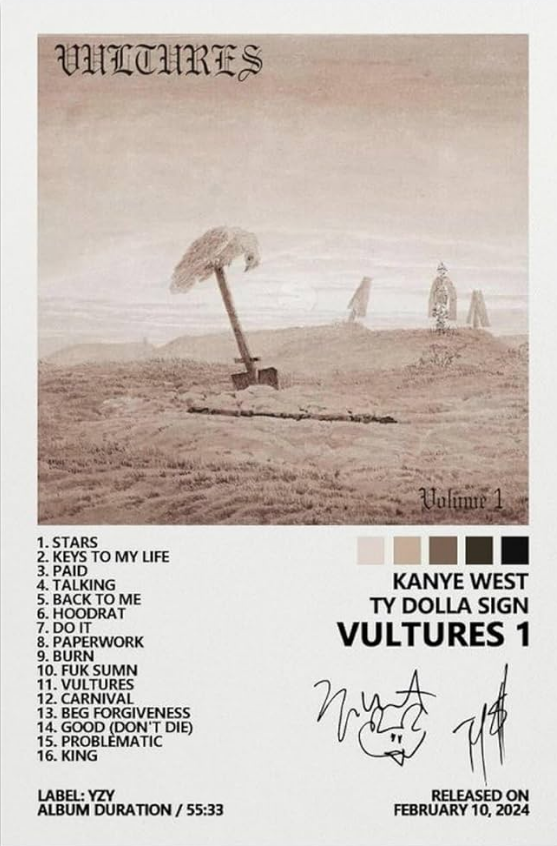 VULTURES
Volume 1
1. STARS
2. KEYS TO MY LIFE
3. PAID
4. TALKING
5. BACK TO ME
6. HOODRAT
7. DO IT
8. PAPERWORK
9. BURN
10. FUK SUMN
11. VULTURES
12. CARNIVAL
13. BEG FORGIVENESS
14. GOOD (DON'T DIE)
15. PROBLEMATIC
16. KING
KANYE WEST
TY DOLLA SIGN
VULTURES 1
LABEL: YZY
ALBUM DURATION / 55:33
RELEASED ON
FEBRUARY 10, 2024